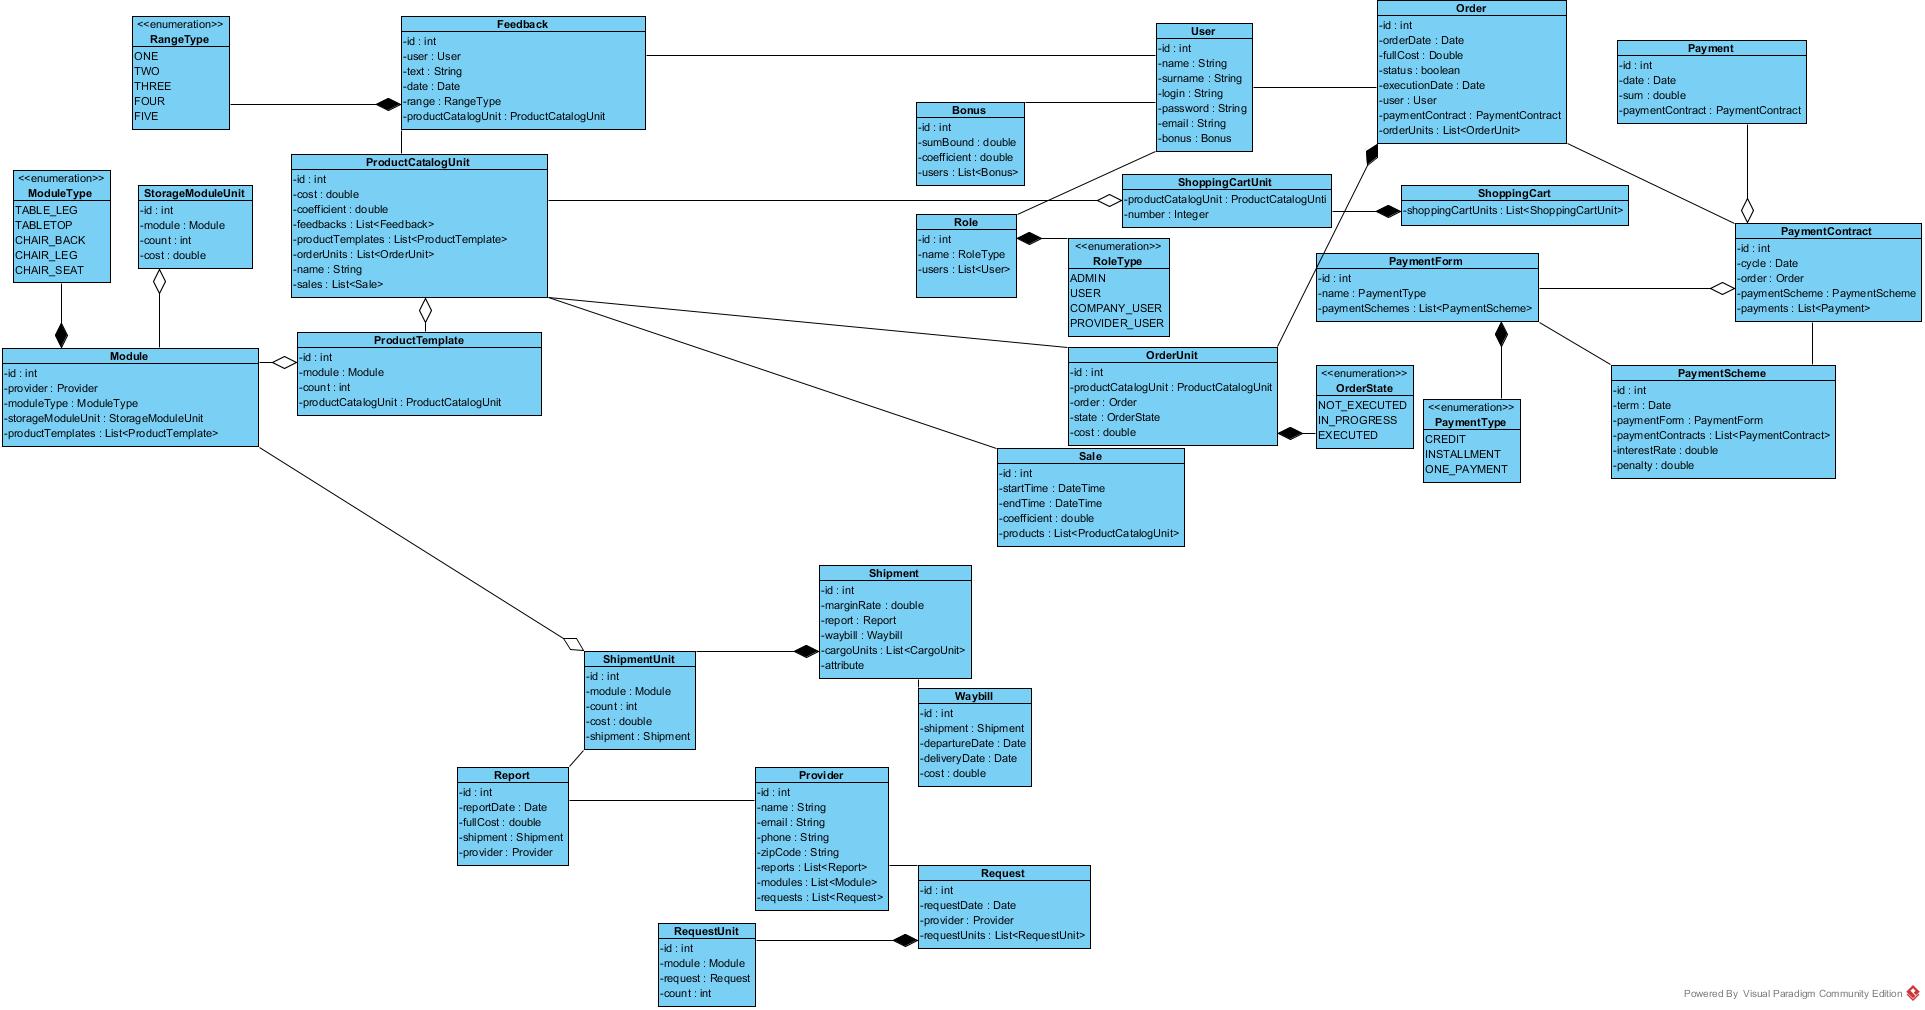 <<enumeration>>
RangeType
ONE
TWO
THREE
FOUR
FIVE
Feedback
-id : int
-user : User
-text : String
-date : Date
-range : RangeType
-productCatalogUnit : ProductCatalogUnit
User
-id : int
-name : String
-surname : String
-login : String
-password : String
-email : String
-bonus : Bonus
Order
-id : int
-orderDate : Date
-fullCost : Double
-status : boolean
-executionDate : Date
-user : User
-paymentContract : PaymentContract
-orderUnits : List<OrderUnit>
Payment
-id : int
-date : Date
-sum : double
-paymentContract : PaymentContract
Bonus
-id : int
-sumBound : double
-coefficient : double
-users : List<Bonus>
<<enumeration>>
ModuleType
TABLE_LEG
TABLETOP
CHAIR_BACK
CHAIR_LEG
CHAIR_SEAT
StorageModuleUnit
-id : int
-module : Module
-count : int
-cost : double
ProductCatalogUnit
-id : int
-cost : double
-coefficient : double
-feedbacks : List<Feedback>
-productTemplates : List<ProductTemplate>
-orderUnits : List<OrderUnit>
-name : String
-sales : List<Sale>
ShoppingCartUnit
-productCatalogUnit : ProductCatalogUnti
-number : Integer
ShoppingCart
-shoppingCartUnits : List<ShoppingCartUnit>
Role
-id : int
-name : RoleType
-users : List<User>
<<enumeration>>
RoleType
ADMIN
USER
COMPANY_USER
PROVIDER_USER
PaymentForm
-id : int
-name : PaymentType
-paymentSchemes : List<PaymentScheme>
PaymentContract
-id : int
-cycle : Date
-order : Order
-paymentScheme : PaymentScheme
-payments : List<Payment>
Module
-id : int
-provider : Provider
-moduleType : ModuleType
-storageModuleUnit : StorageModuleUnit
-productTemplates : List<ProductTemplate>
ProductTemplate
-id : int
-module : Module
-count : int
-productCatalogUnit : ProductCatalogUnit
OrderUnit
-id : int
-productCatalogUnit : ProductCatalogUnit
-order : Order
-state : OrderState
-cost : double
<<enumeration>>
OrderState
NOT_EXECUTED
IN_PROGRESS
EXECUTED
<<enumeration>>
PaymentType
CREDIT
INSTALLMENT
ONE_PAYMENT
PaymentScheme
-id : int
-term : Date
-paymentForm : PaymentForm
-paymentContracts : List<PaymentContract>
-interestRate : double
-penalty : double
Sale
-id : int
-startTime : DateTime
-endTime : DateTime
-coefficient : double
-products : List<ProductCatalogUnit>
Shipment
-id : int
-marginRate : double
-report : Report
-waybill : Waybill
-cargoUnits : List<CargoUnit>
-attribute
ShipmentUnit
-id : int
-module : Module
-count : int
-cost : double
-shipment : Shipment
Waybill
-id : int
-shipment : Shipment
-departureDate : Date
-deliveryDate : Date
-cost : double
Report
-id : int
-reportDate : Date
-fullCost : double
-shipment : Shipment
-provider : Provider
Provider
-id : int
-name : String
-email : String
-phone : String
-zipCode : String
-reports : List<Report>
-modules : List<Module>
-requests : List<Request>
Request
-id : int
-requestDate : Date
-provider : Provider
-requestUnits : List<RequestUnit>
RequestUnit
-id : int
-module : Module
-request : Request
-count : int
Powered By Visual Paradigm Community Edition